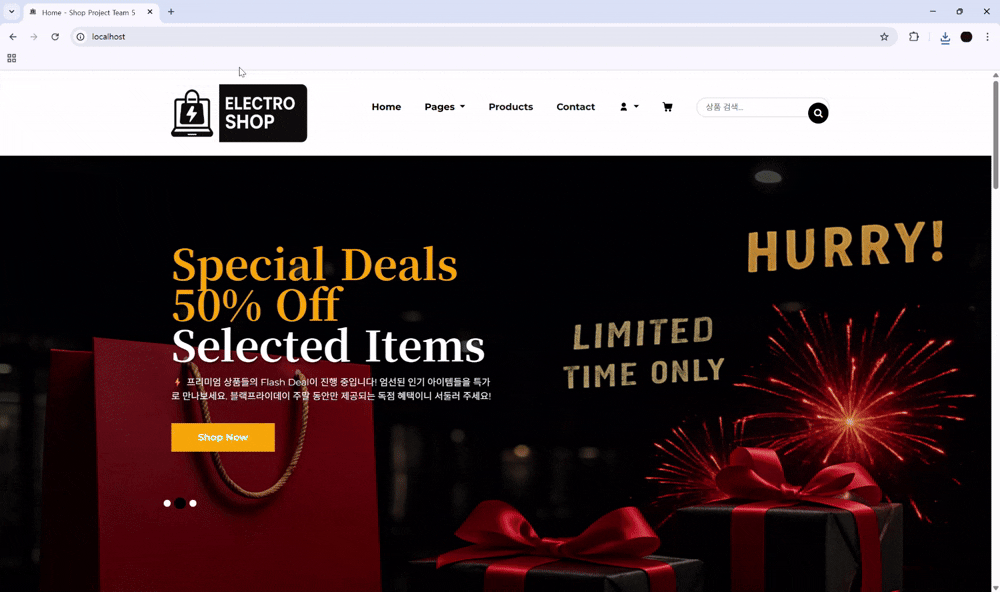 Home - Shop Project Team 5
localhost
ELECTRO
SHOP
Home
Pages
Products
Contact
상품 검색...
Special Deals
50% Off
Selected Items
프리미엄 상품들의 Flash Deal이 진행 중입니다! 엄선된 인기 아이템들을 특가
로 만나보세요. 블랙프라이데이 주말 동안만 제공되는 독점 혜택이니 서둘러 주세요!
Shop Now
HURRY!
LIMITED
TIME ONLY